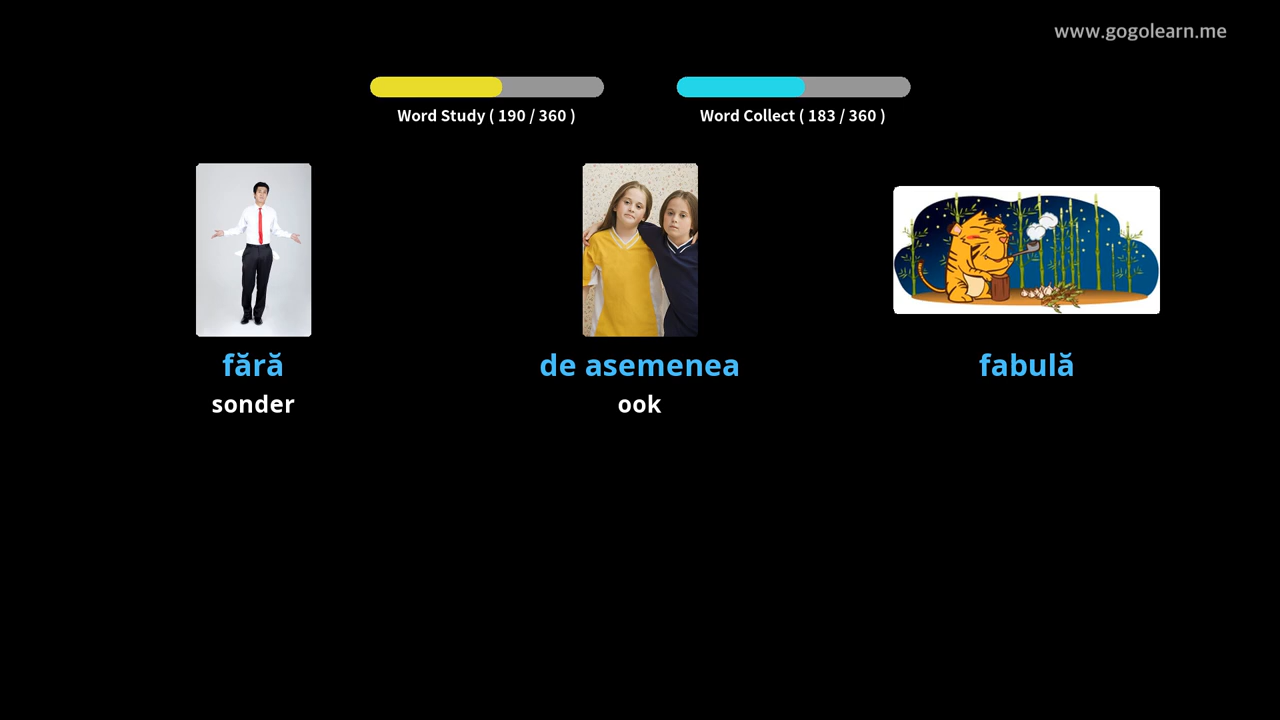 www.gogolearn.me
Word Study ( 190 / 360 )
Word Collect ( 183 / 360 )
fără
de asemenea
fabulă
sonder
ook